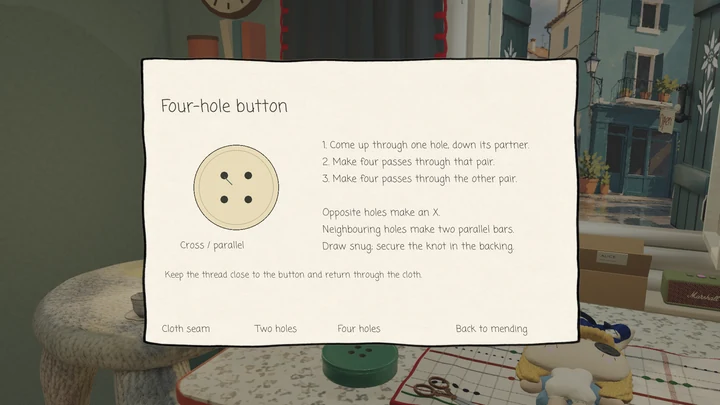 Four-hole button
1. Come up through one hole, down its partner.
2. Make four passes through that pair.
3. Make four passes through the other pair.
Opposite holes make an X.
Neighbouring holes make two parallel bars.
Draw snug; secure the knot in the backing.
Cross / parallel
Keep the thread close to the button and return through the cloth.
Cloth seam
Two holes
Four holes
Back to mending
Marshall